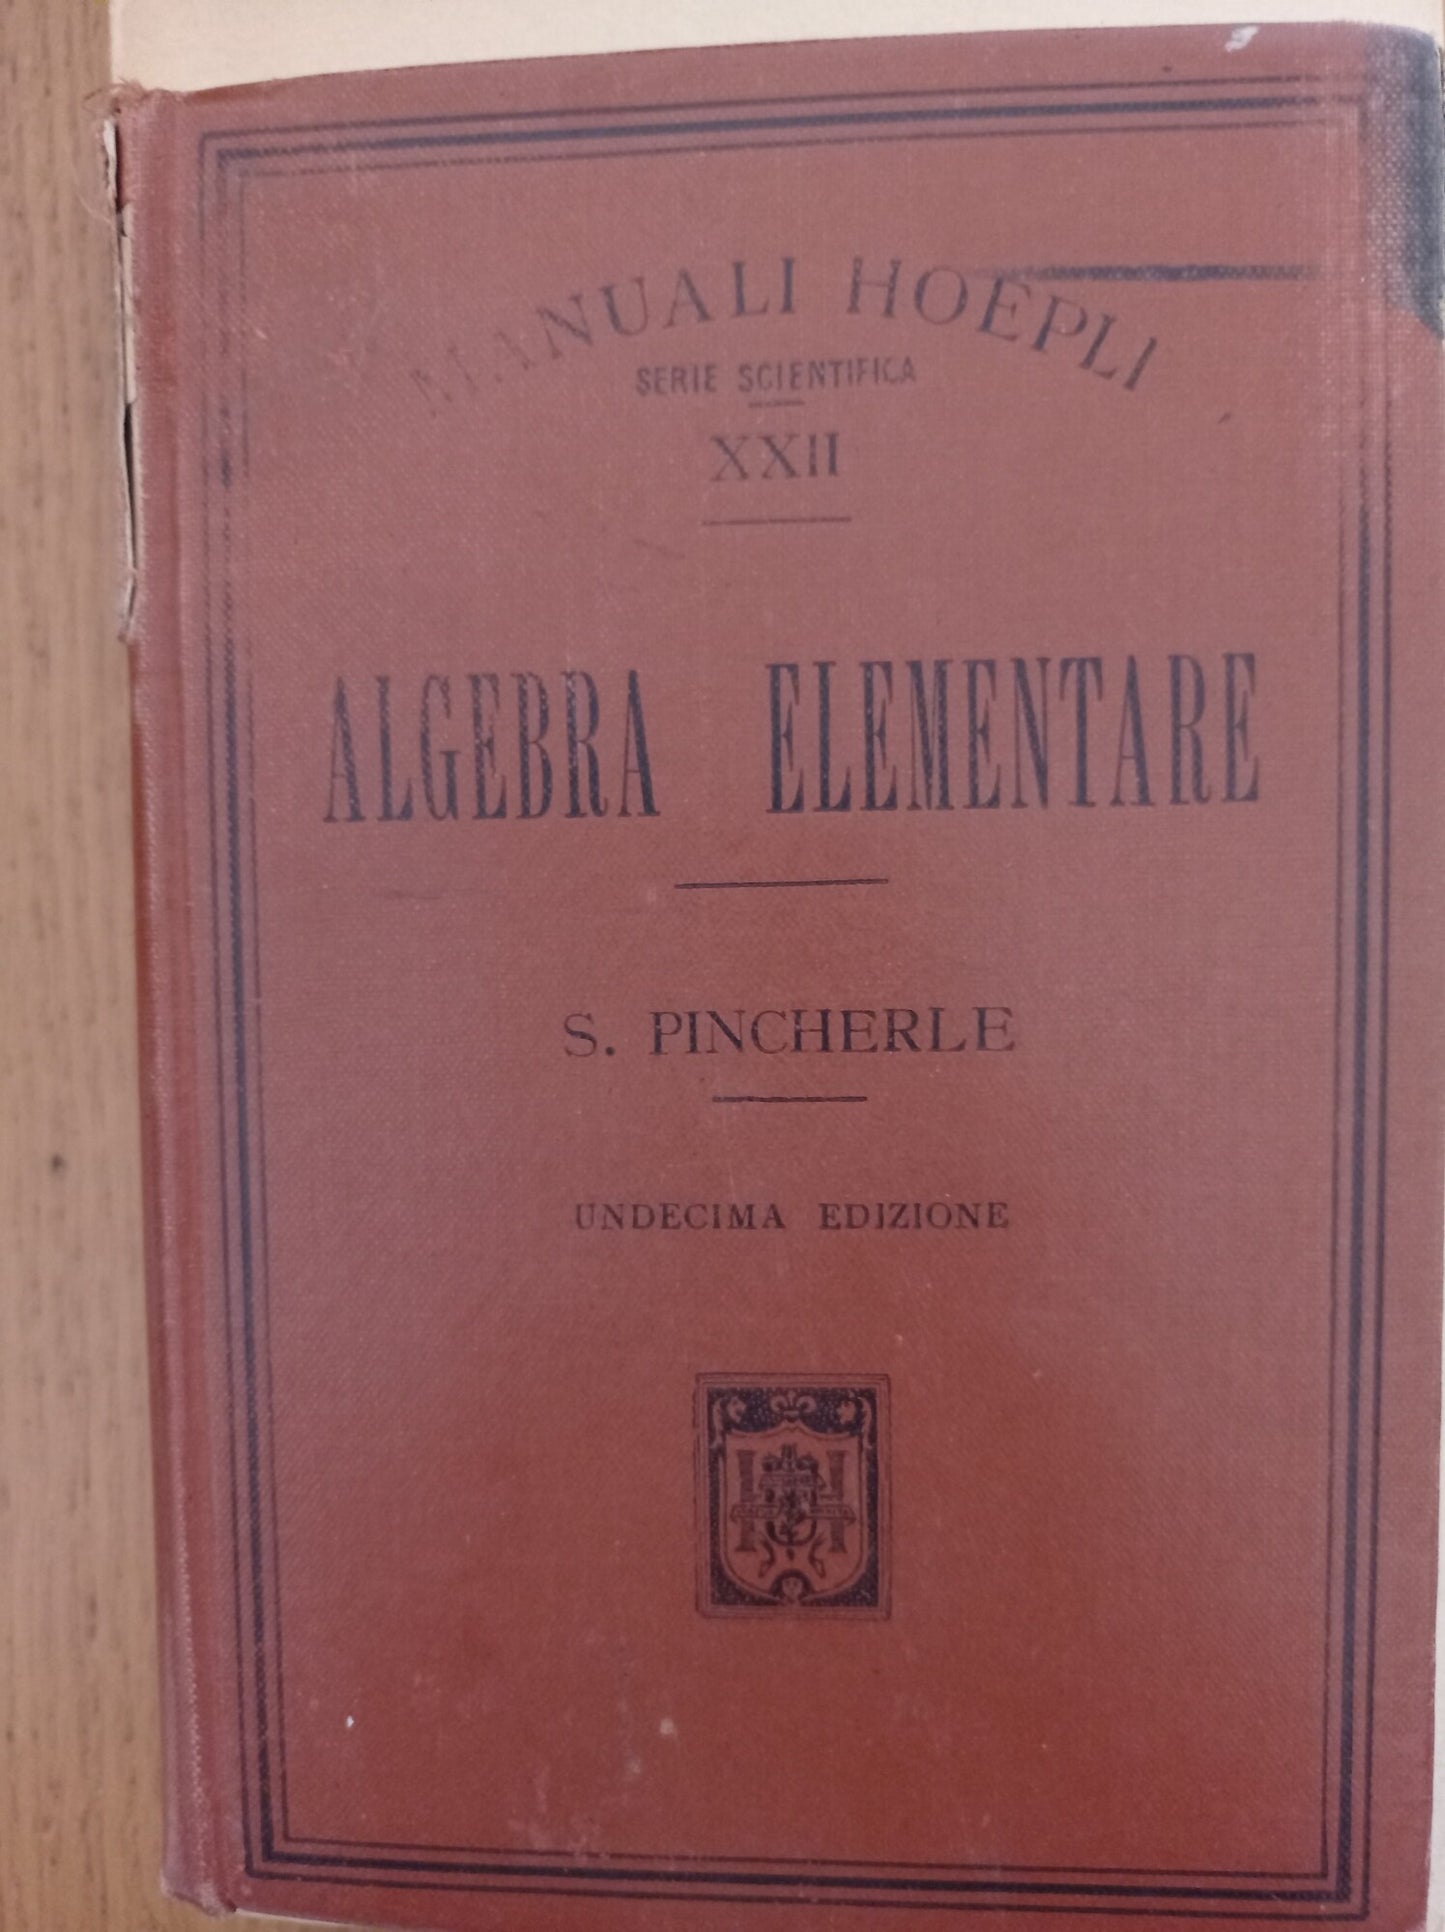 MANUALI HOEPLI
SERIE SCIENTIFICA
XXII
ALGEBRA ELEMENTARE
S. PINCHERLE
UNDECIMA EDIZIONE